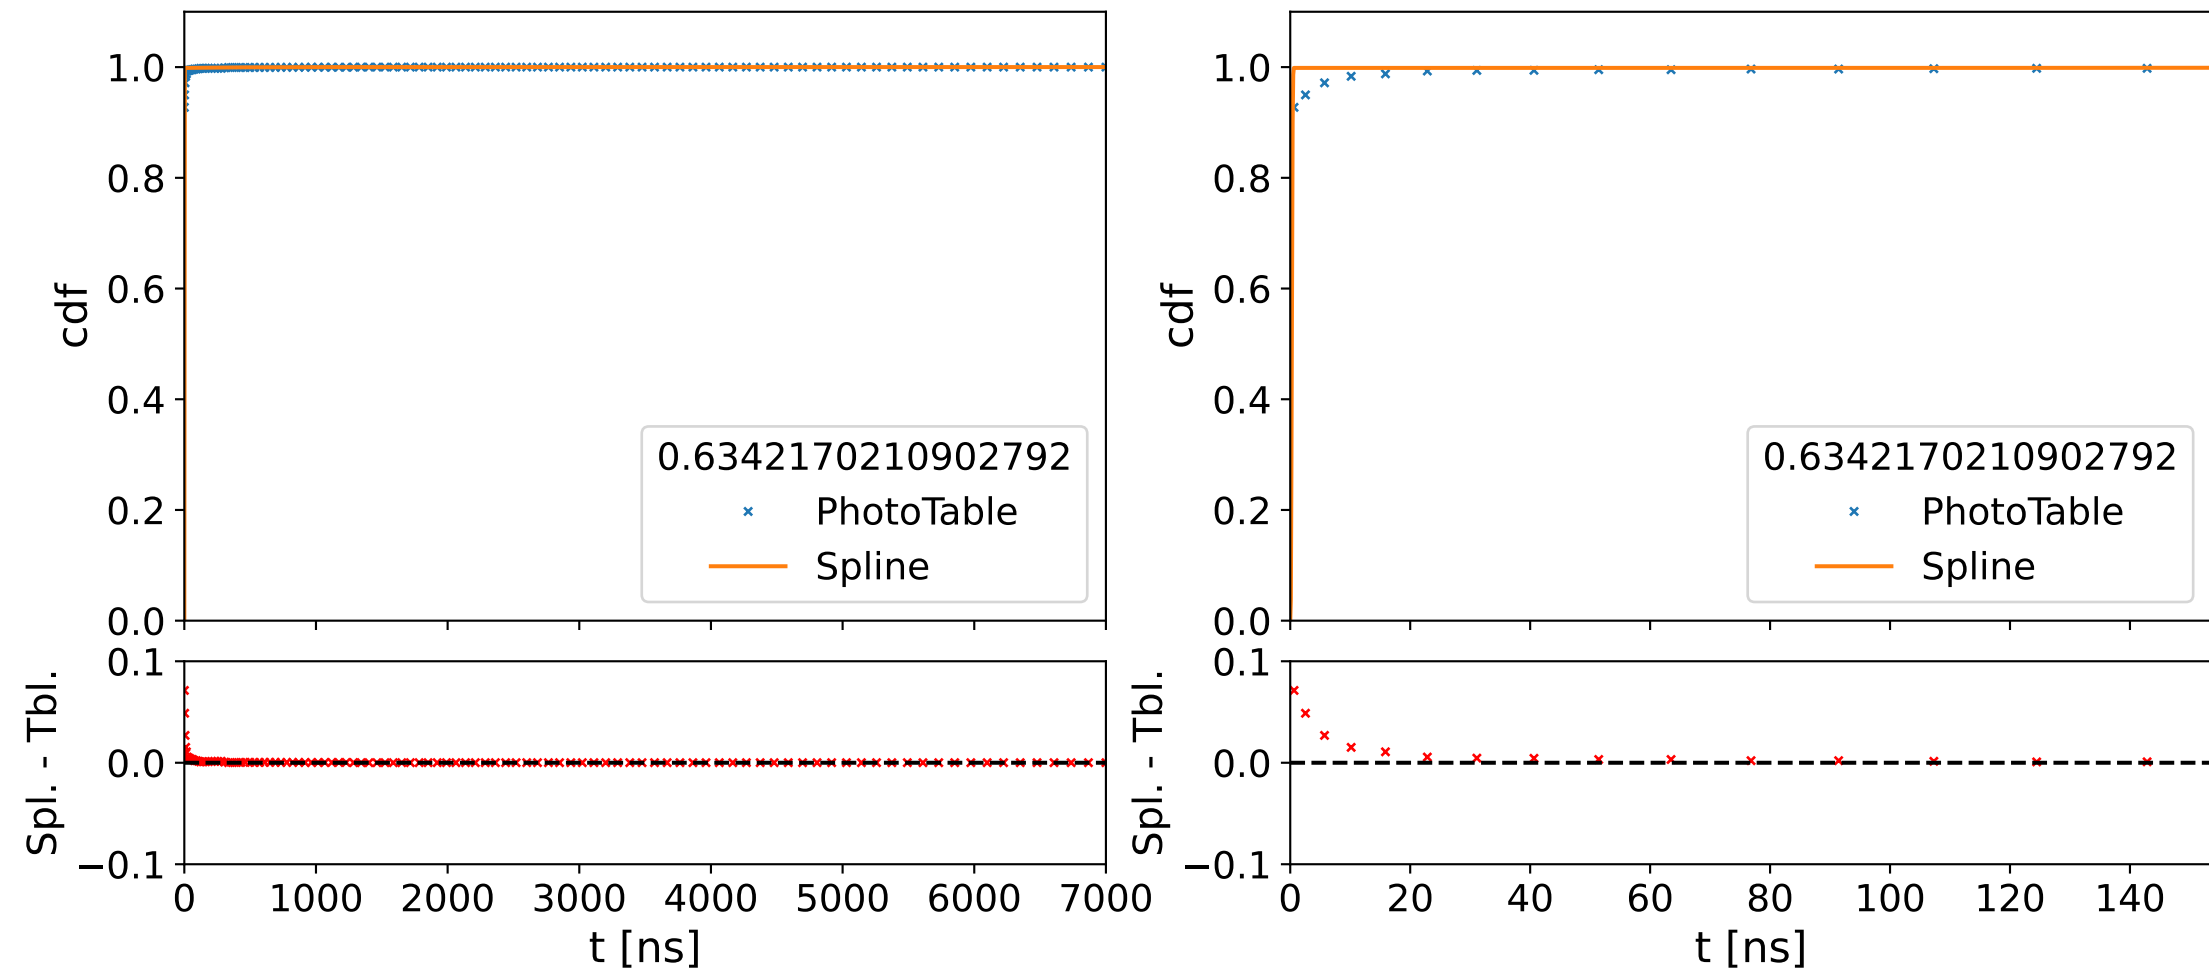 cdf
1.0
0.8
0.6
0.4
0.2
0.0
0.6342170210902792
PhotoTable
Spline
Spl. - Tbl.
0.1
0.0
−0.1
0 1000 2000 3000 4000 5000 6000 7000
t [ns]
cdf
1.0
0.8
0.6
0.4
0.2
0.0
0.6342170210902792
PhotoTable
Spline
Spl. - Tbl.
0.1
0.0
−0.1
0 20 40 60 80 100 120 140
t [ns]